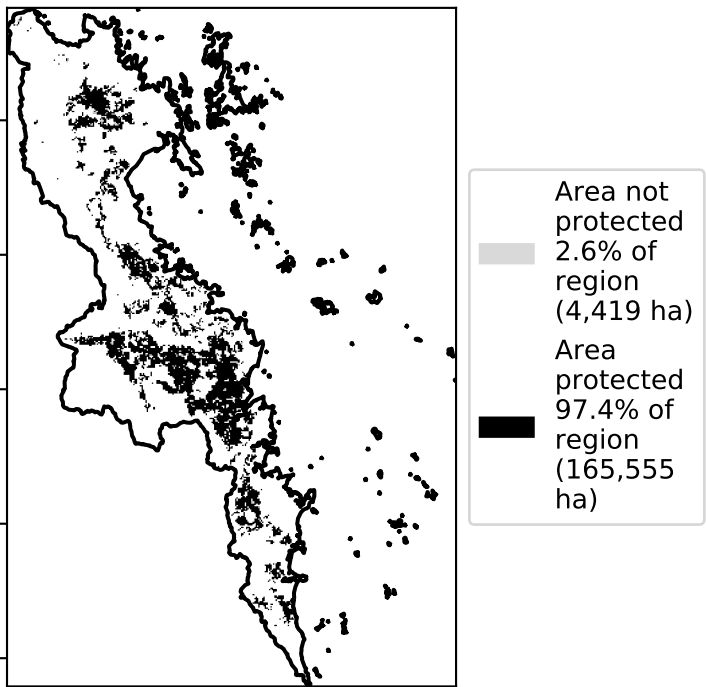 Area not
protected
2.6% of
region
(4,419 ha)
Area
protected
97.4% of
region
(165,555
ha)